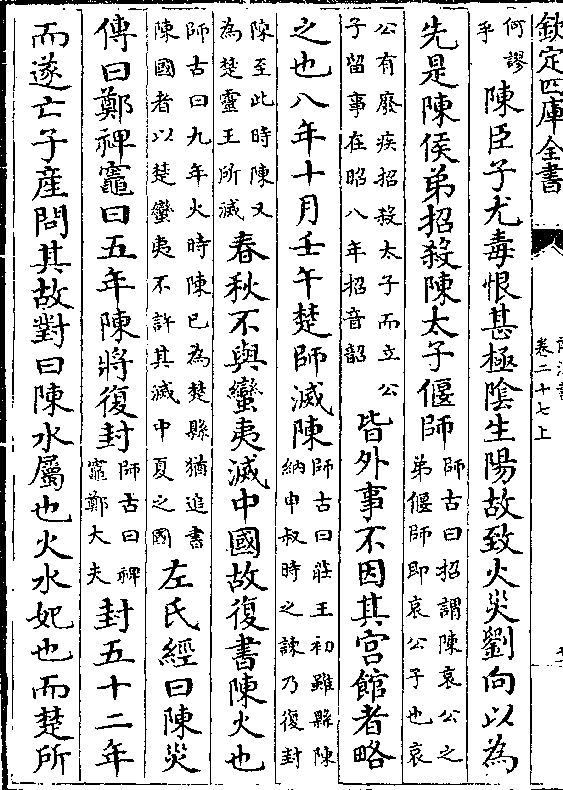 欽定四庫全書
卷二十七上
何謬乎陳臣子尤毒恨甚極陰生陽故致火災劉向以為
先是陳侯弟招殺陳太子偃師師古曰招謂陳哀公之弟偃師即哀公子也哀
公有廢疾招殺太子而立公子留事在昭八年招音韶皆外事不因其宮館者略
之也八年十月壬午楚師滅陳師古曰莊王初雖縣陳納申叔時之諫乃復封
陳至此時陳又為楚靈王所滅春秋不與蠻夷滅中國故復書陳火也
師古曰九年火時陳已為楚縣猶追書陳國者以楚蠻夷不許其滅中夏之國左氏經曰陳災
傳曰鄭裨竈曰五年陳將復封師古曰裨竈鄭大夫封五十二年
而遂亡子產問其故對曰陳水屬也火水妃也而楚所